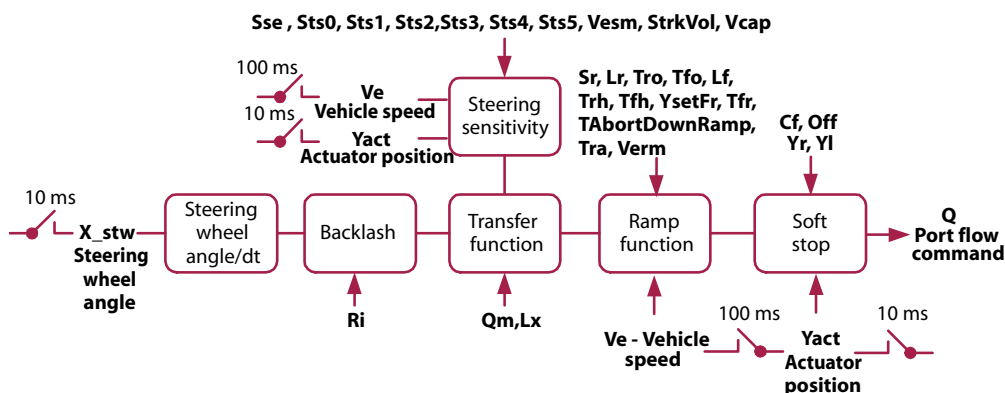 Sse , Sts0, Sts1, Sts2,Sts3, Sts4, Sts5, Vesm, StrkVol, Vcap
100 ms
Ve
Vehicle speed
10 ms
Yact
Actuator position
Steering
sensitivity
Sr, Lr, Tro, Tfo, Lf,
Trh, Tfh, YsetFr, Tfr,
TAbortDownRamp,
Tra, Verm
Cf, Off
Yr, Yl
10 ms
X_stw
Steering
wheel
angle
Steering
wheel
angle/dt
Backlash
Transfer
function
Ramp
function
Soft
stop
Q
Port flow
command
Ri
Qm,Lx
Ve - Vehicle
speed
100 ms
Yact
Actuator
position
10 ms